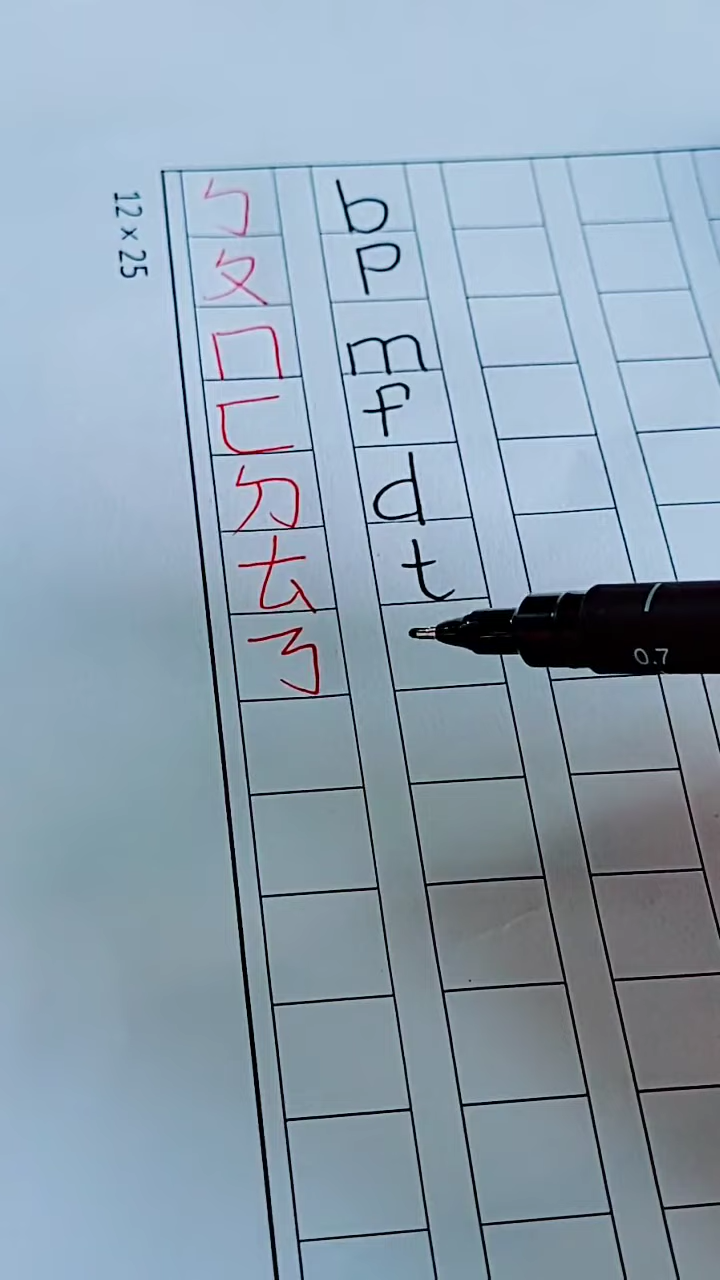 12 x 25
ㄅ b
ㄆ p
ㄇ m
ㄈ f
ㄉ d
ㄊ t
ㄋ
0.7